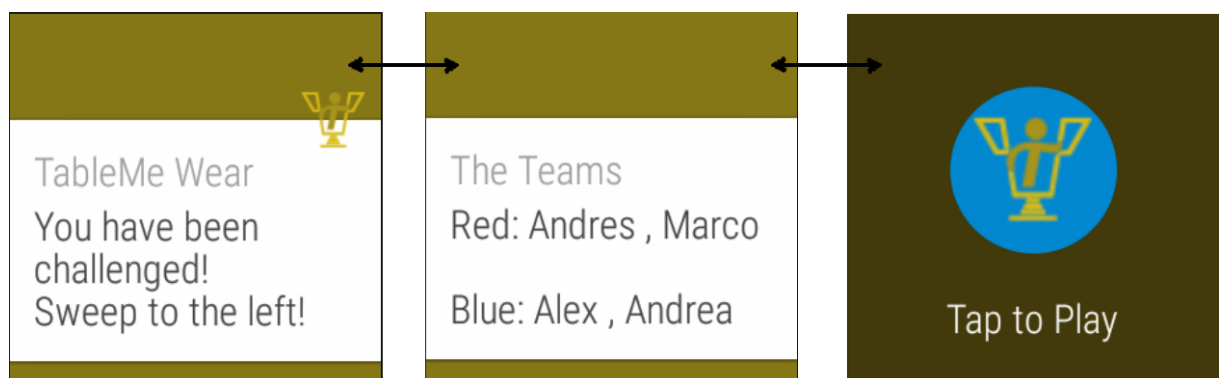 TableMe Wear
You have been
challenged!
Sweep to the left!
The Teams
Red: Andres , Marco
Blue: Alex , Andrea
Tap to Play